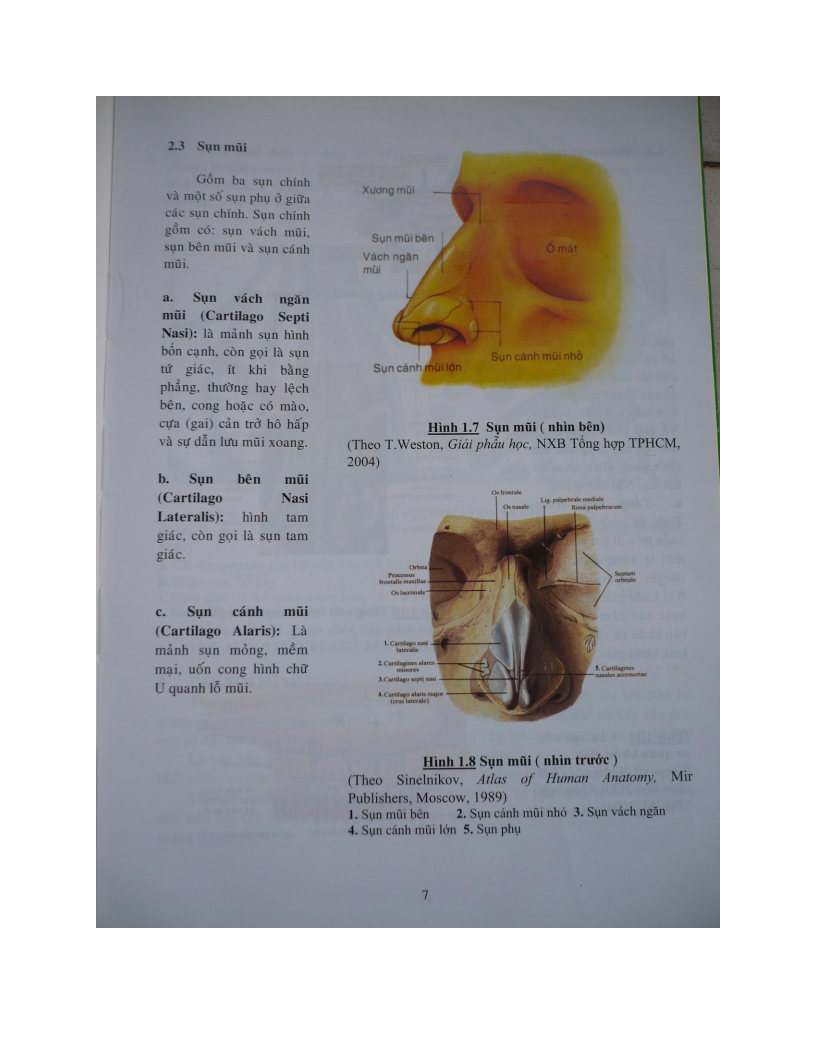 2.3 Sụn mũi
Gồm ba sụn chính
và một số sụn phụ ở giữa
các sụn chính. Sụn chính
gồm có: sụn vách mũi,
sụn bên mũi và sụn cánh
mũi.
a. Sụn vách ngăn
mũi (Cartilago Septi
Nasi): là mảnh sụn hình
bốn cạnh, còn gọi là sụn
tứ giác, ít khi bằng
phẳng, thường hay lệch
bên, cong hoặc có mào,
cựa (gai) cản trở hô hấp
và sự dẫn lưu mũi xoang.
b. Sụn bên mũi
(Cartilago Nasi
Lateralis): hình tam
giác, còn gọi là sụn tam
giác.
c. Sụn cánh mũi
(Cartilago Alaris): Là
mảnh sụn mỏng, mềm
mại, uốn cong hình chữ
U quanh lỗ mũi.
Xương mũi
Sụn mũi bên
Vách ngăn
mũi
Ổ mắt
Sụn cánh mũi nhỏ
Sụn cánh mũi lớn
Hình 1.7 Sụn mũi ( nhìn bên)
(Theo T.Weston, Giải phẫu học, NXB Tổng hợp TPHCM,
2004)
Os frontale
Os nasale
Lig. palpebrale mediale
Rima palpebrarum
Orbita
Processus
frontalis maxillae
Os lacrimale
Septum
orbitale
1. Cartilago nasi
lateralis
2. Cartilagines alares
minores
3. Cartilago septi nasi
4. Cartilago alaris major
(crus laterale)
5. Cartilagines
nasales accessoriae
Hình 1.8 Sụn mũi ( nhìn trước )
(Theo Sinelnikov, Atlas of Human Anatomy, Mir
Publishers, Moscow, 1989)
1. Sụn mũi bên 2. Sụn cánh mũi nhỏ 3. Sụn vách ngăn
4. Sụn cánh mũi lớn 5. Sụn phụ
7